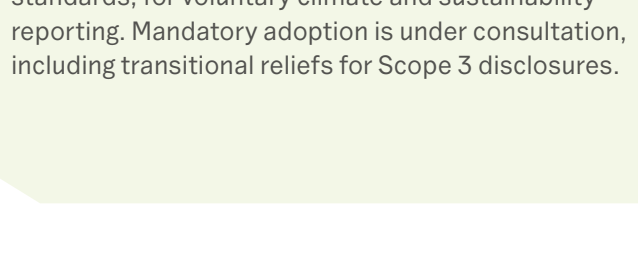 standards, for voluntary climate and sustainability
reporting. Mandatory adoption is under consultation,
including transitional reliefs for Scope 3 disclosures.